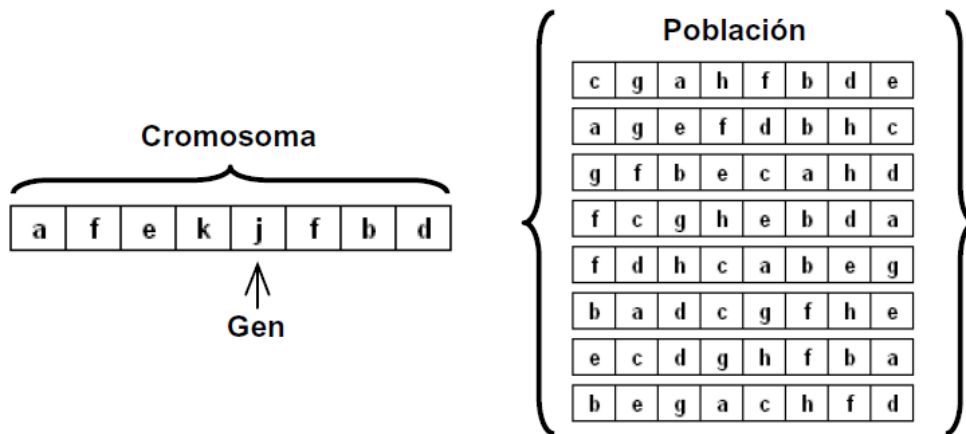 Cromosoma
a f e k j f b d
Gen
Población
c g a h f b d e
a g e f d b h c
g f b e c a h d
f c g h e b d a
f d h c a b e g
b a d c g f h e
e c d g h f b a
b e g a c h f d